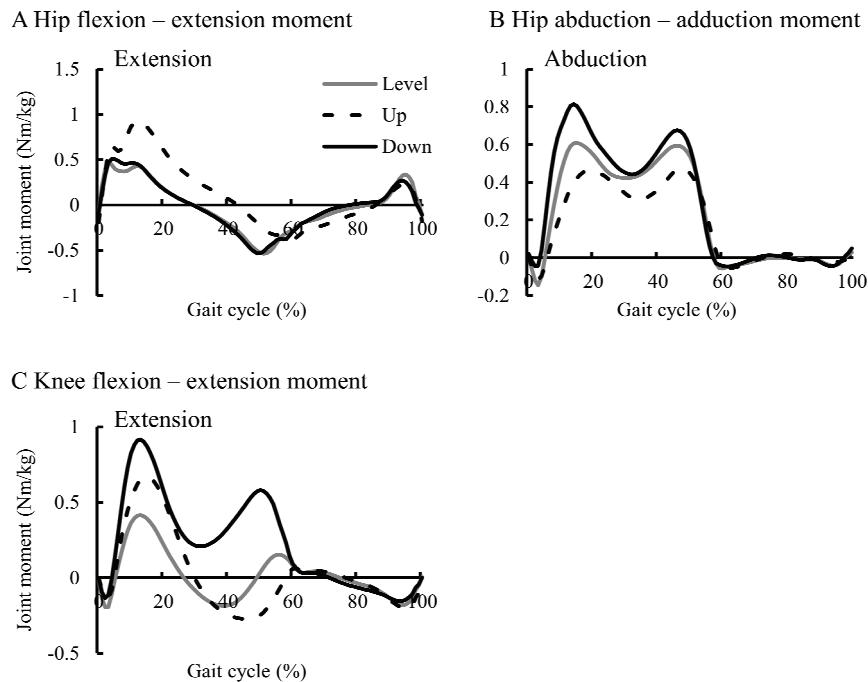 A Hip flexion – extension moment
Extension
Level
Up
Down
Joint moment (Nm/kg)
1.5
1
0.5
0
-0.5
-1
0 20 40 60 80 100
Gait cycle (%)
B Hip abduction – adduction moment
Abduction
1
0.8
0.6
0.4
0.2
0
-0.2
0 20 40 60 80 100
Gait cycle (%)
C Knee flexion – extension moment
Extension
Joint moment (Nm/kg)
1
0.5
0
-0.5
0 20 40 60 80 100
Gait cycle (%)